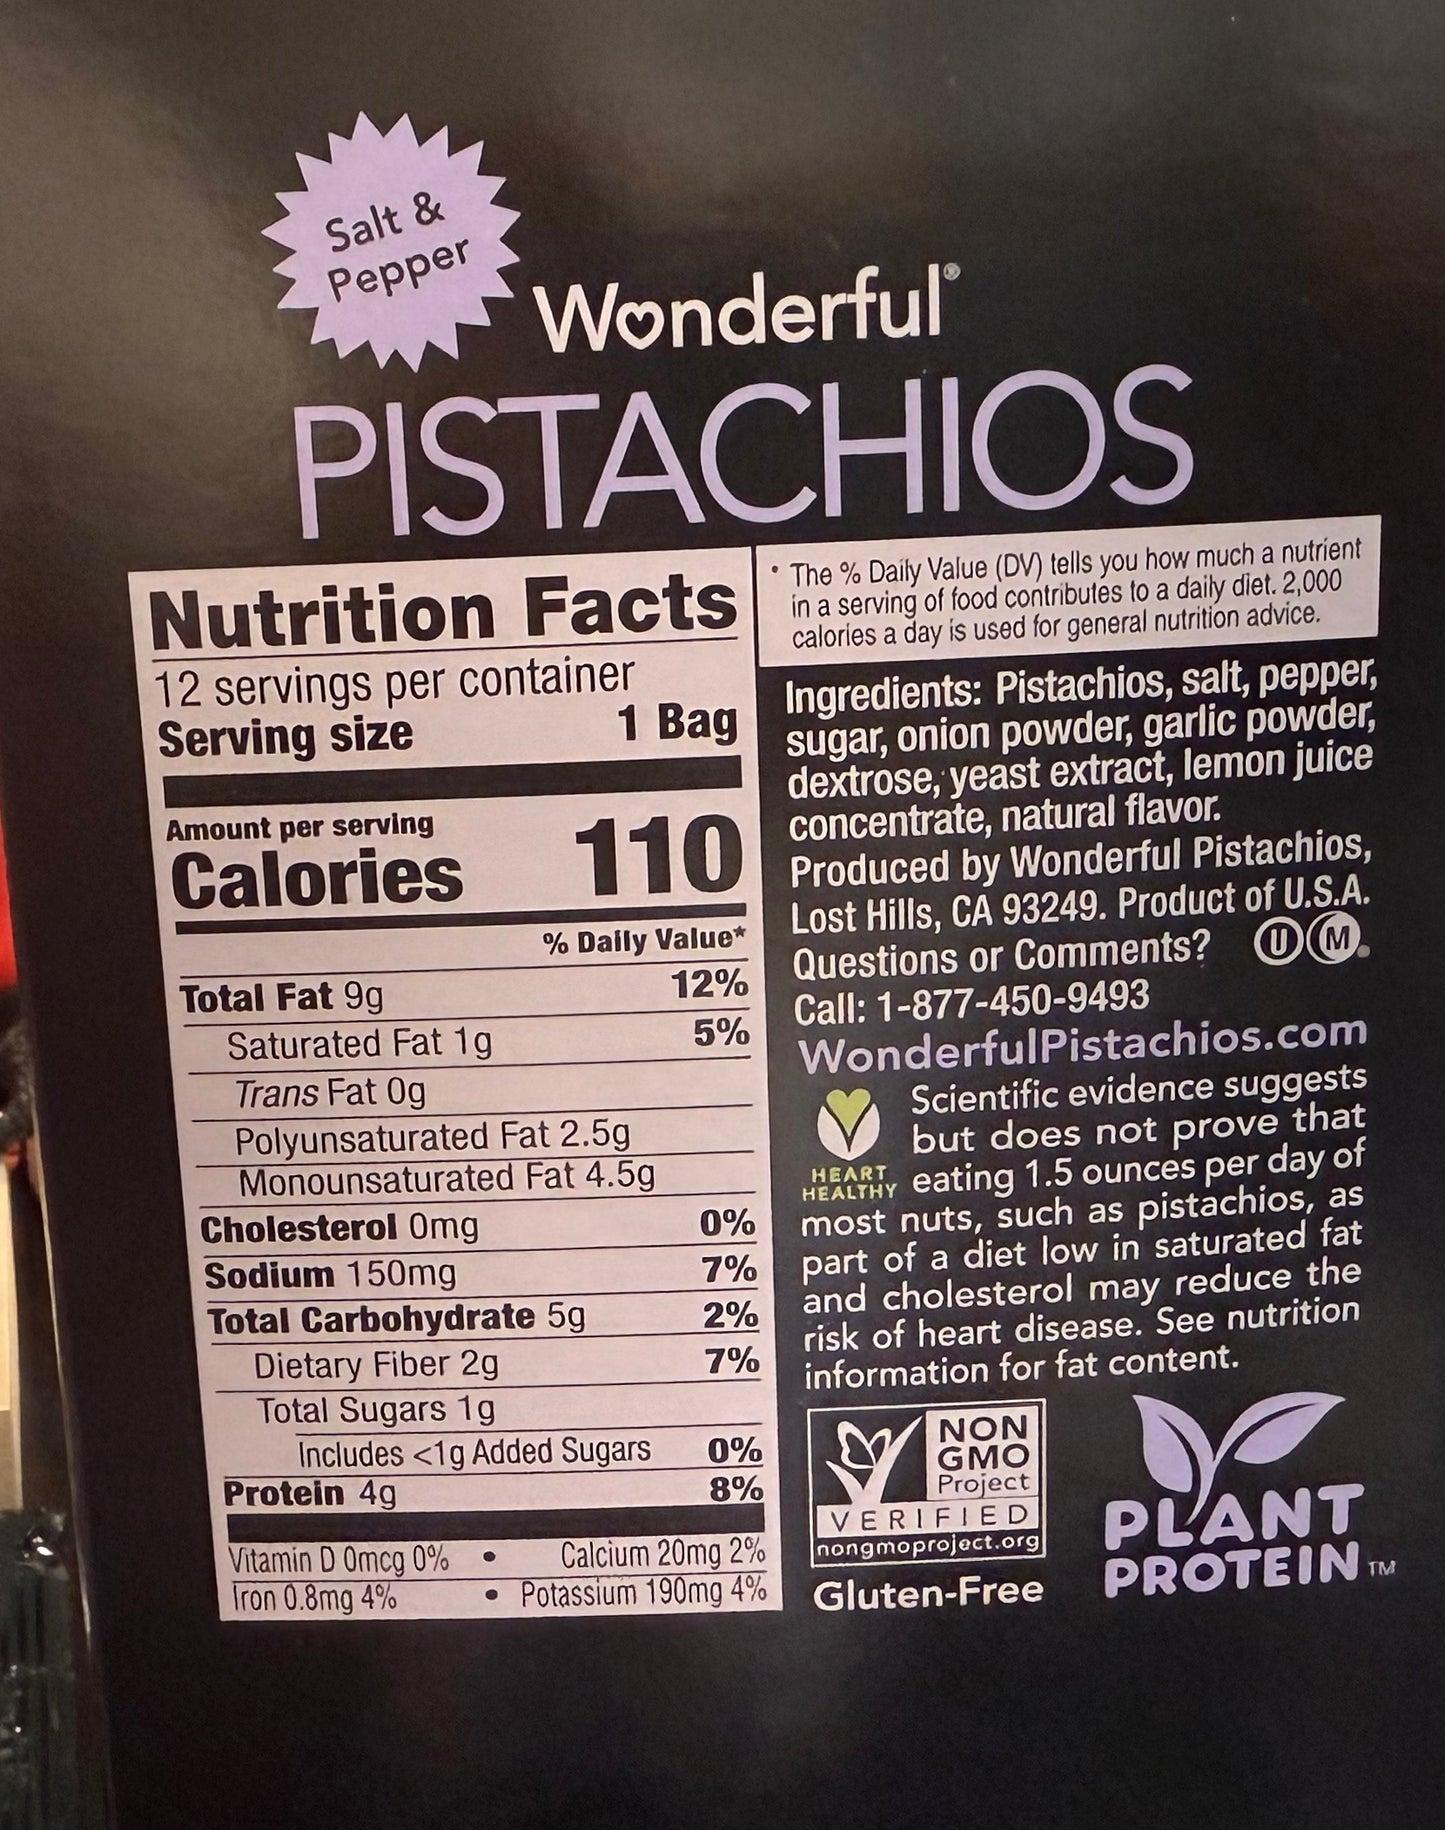 Salt &
Pepper
Wonderful®
PISTACHIOS
Nutrition Facts
12 servings per container
Serving size 1 Bag
Amount per serving
Calories 110
% Daily Value*
Total Fat 9g 12%
Saturated Fat 1g 5%
Trans Fat 0g
Polyunsaturated Fat 2.5g
Monounsaturated Fat 4.5g
Cholesterol 0mg 0%
Sodium 150mg 7%
Total Carbohydrate 5g 2%
Dietary Fiber 2g 7%
Total Sugars 1g
Includes <1g Added Sugars 0%
Protein 4g 8%
Vitamin D 0mcg 0% • Calcium 20mg 2%
Iron 0.8mg 4% • Potassium 190mg 4%
* The % Daily Value (DV) tells you how much a nutrient
in a serving of food contributes to a daily diet. 2,000
calories a day is used for general nutrition advice.
Ingredients: Pistachios, salt, pepper,
sugar, onion powder, garlic powder,
dextrose, yeast extract, lemon juice
concentrate, natural flavor.
Produced by Wonderful Pistachios,
Lost Hills, CA 93249. Product of U.S.A.
Questions or Comments? U M
Call: 1-877-450-9493
WonderfulPistachios.com
HEART
HEALTHY
Scientific evidence suggests
but does not prove that
eating 1.5 ounces per day of
most nuts, such as pistachios, as
part of a diet low in saturated fat
and cholesterol may reduce the
risk of heart disease. See nutrition
information for fat content.
NON
GMO
Project
VERIFIED
nongmoproject.org
Gluten-Free
PLANT
PROTEIN™